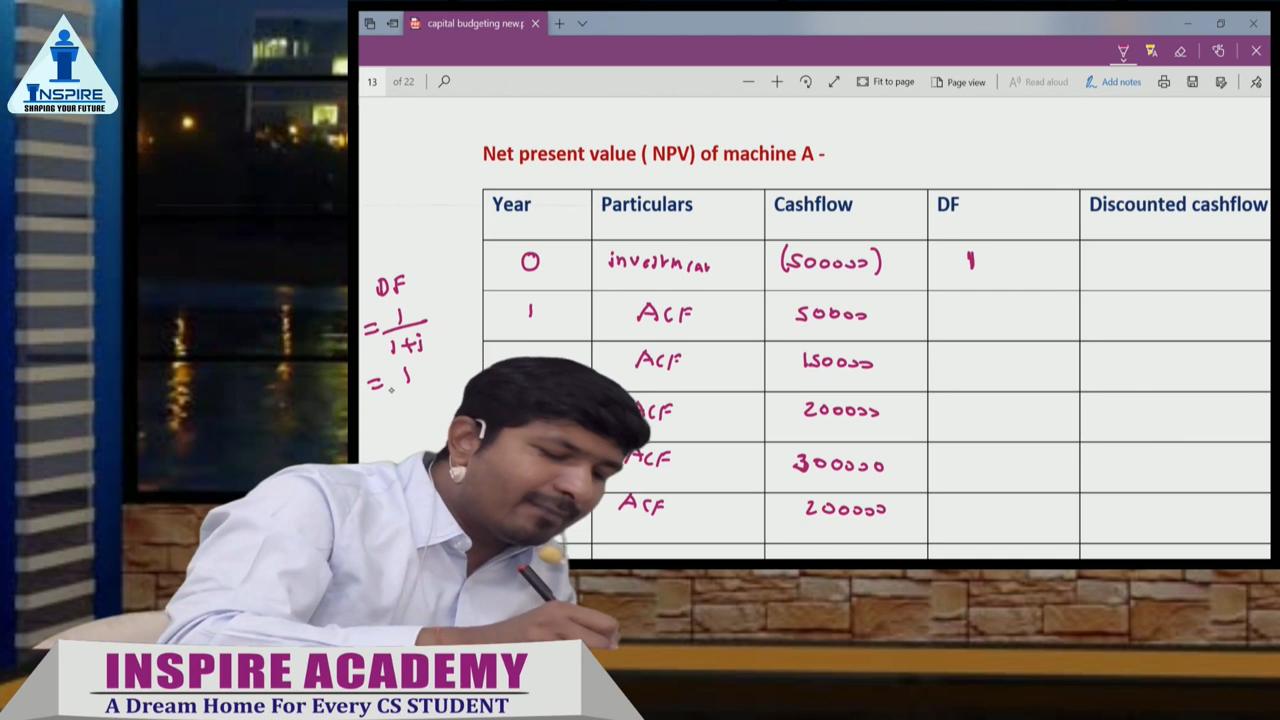 INSPIRE
SHAPING YOUR FUTURE
capital budgeting new.p
13 of 22
Fit to page
Page view
Read aloud
Add notes
Net present value ( NPV) of machine A -
Year Particulars Cashflow DF Discounted cashflow
0 (500000) 1
1 ACF 50000
ACF 150000
ACF 200000
ACF 300000
ACF 200000
DF
= 1
1+i
= 1
INSPIRE ACADEMY
A Dream Home For Every CS STUDENT